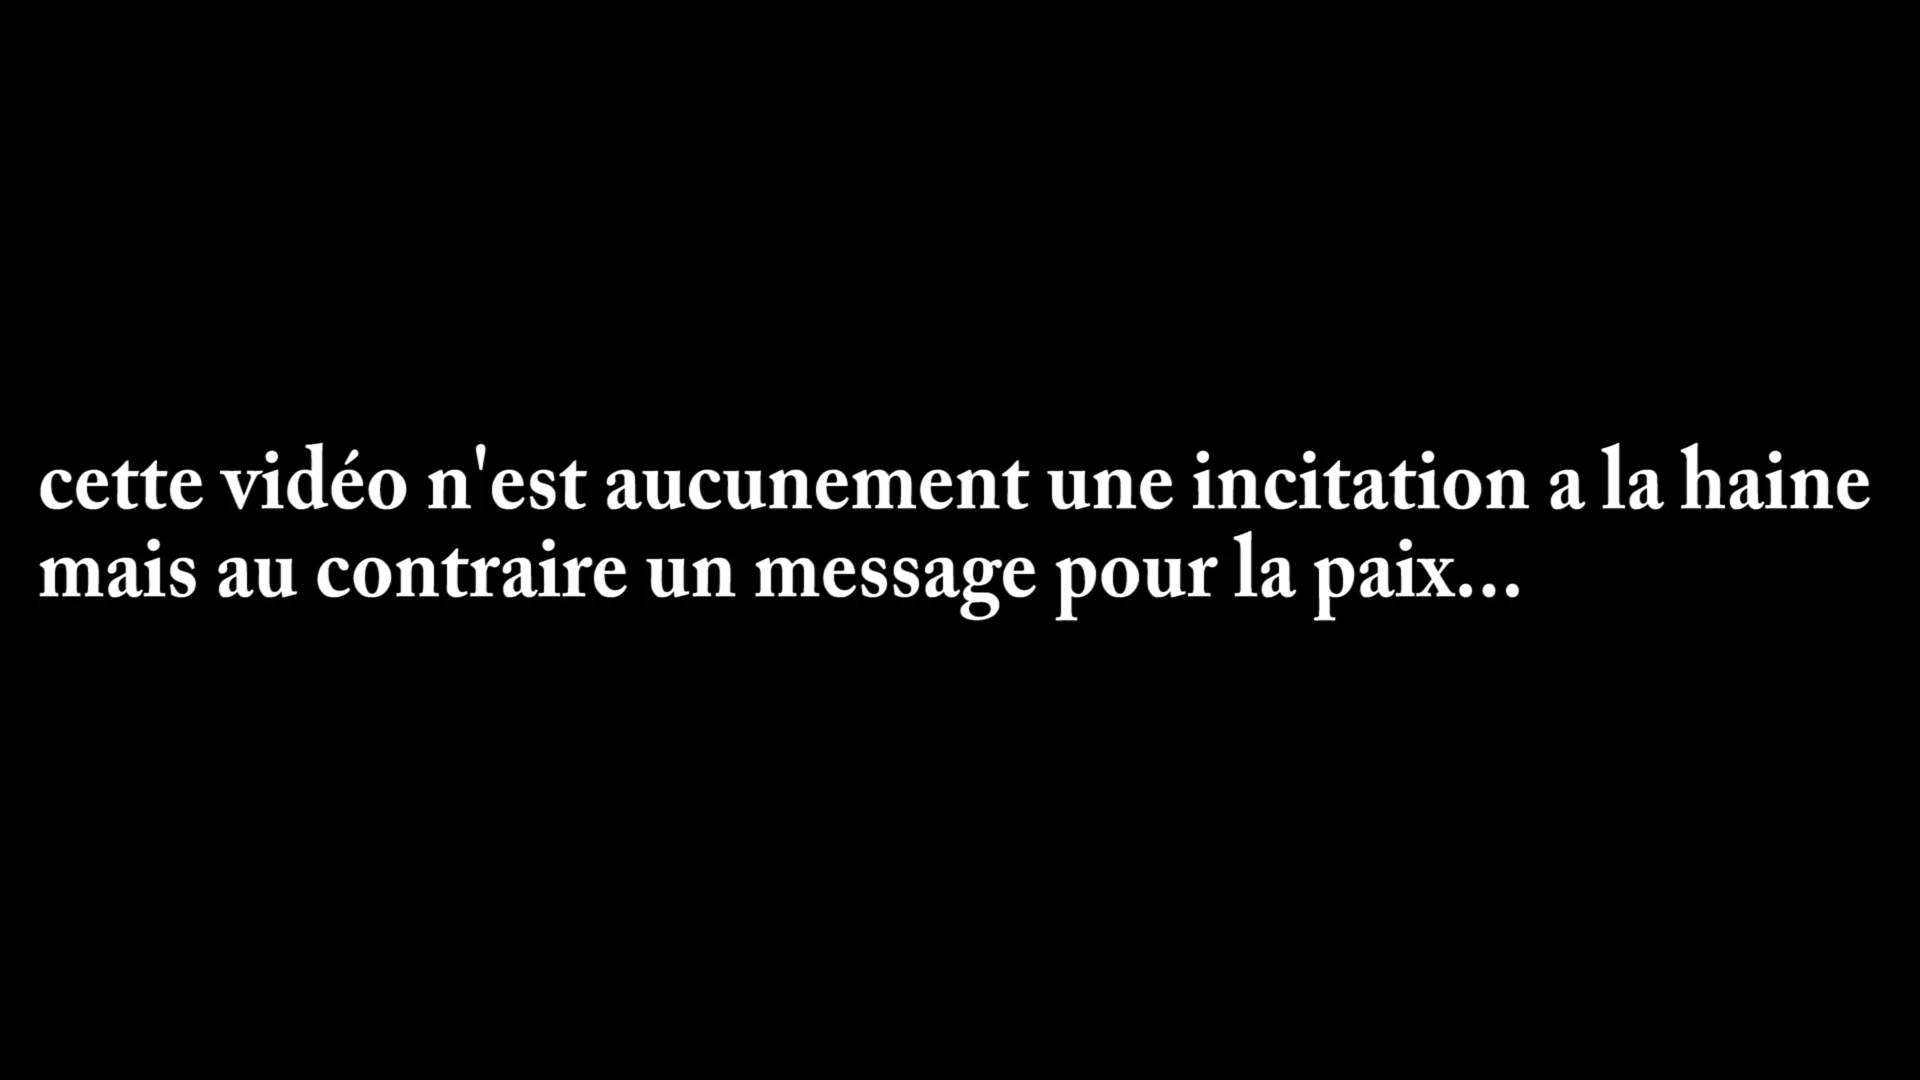 cette vidéo n'est aucunement une incitation a la haine
mais au contraire un message pour la paix...